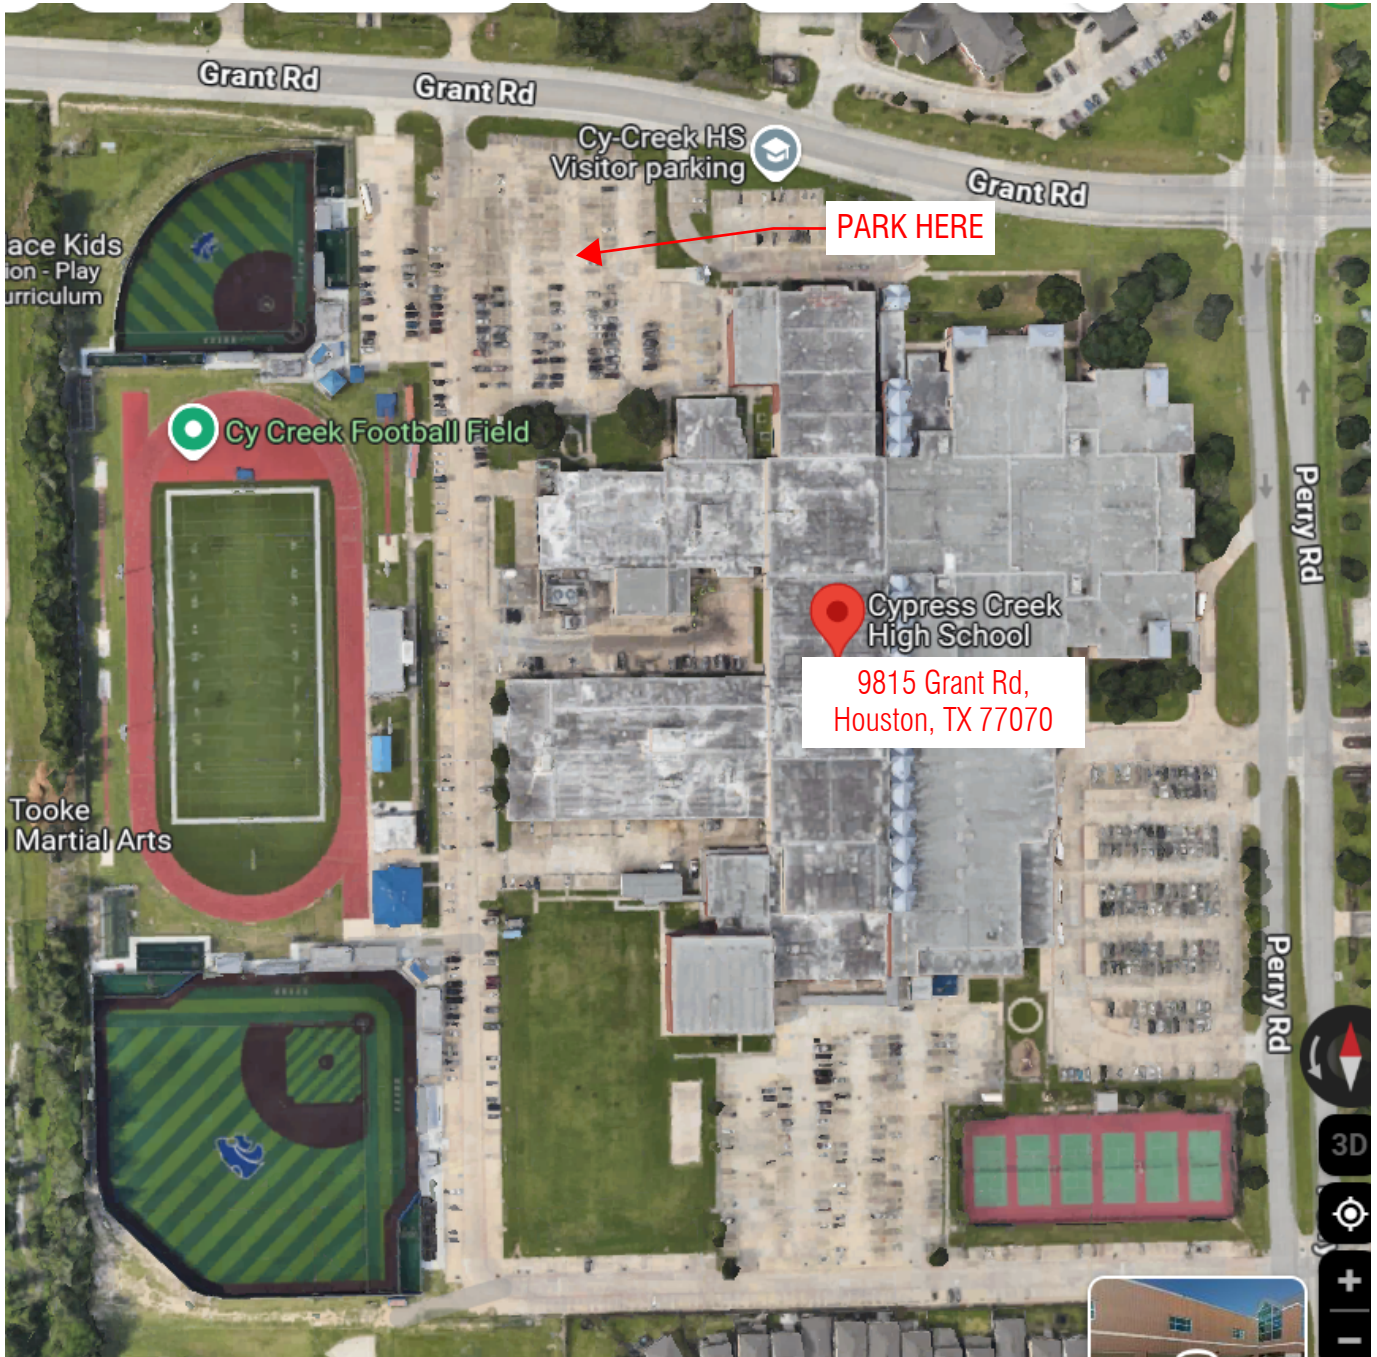 Grant Rd
Grant Rd
Cy-Creek HS
Visitor parking
Grant Rd
PARK HERE
ace Kids
ion - Play
urriculum
Cy Creek Football Field
Perry Rd
Cypress Creek
High School
9815 Grant Rd,
Houston, TX 77070
Tooke
Martial Arts
Perry Rd
3D